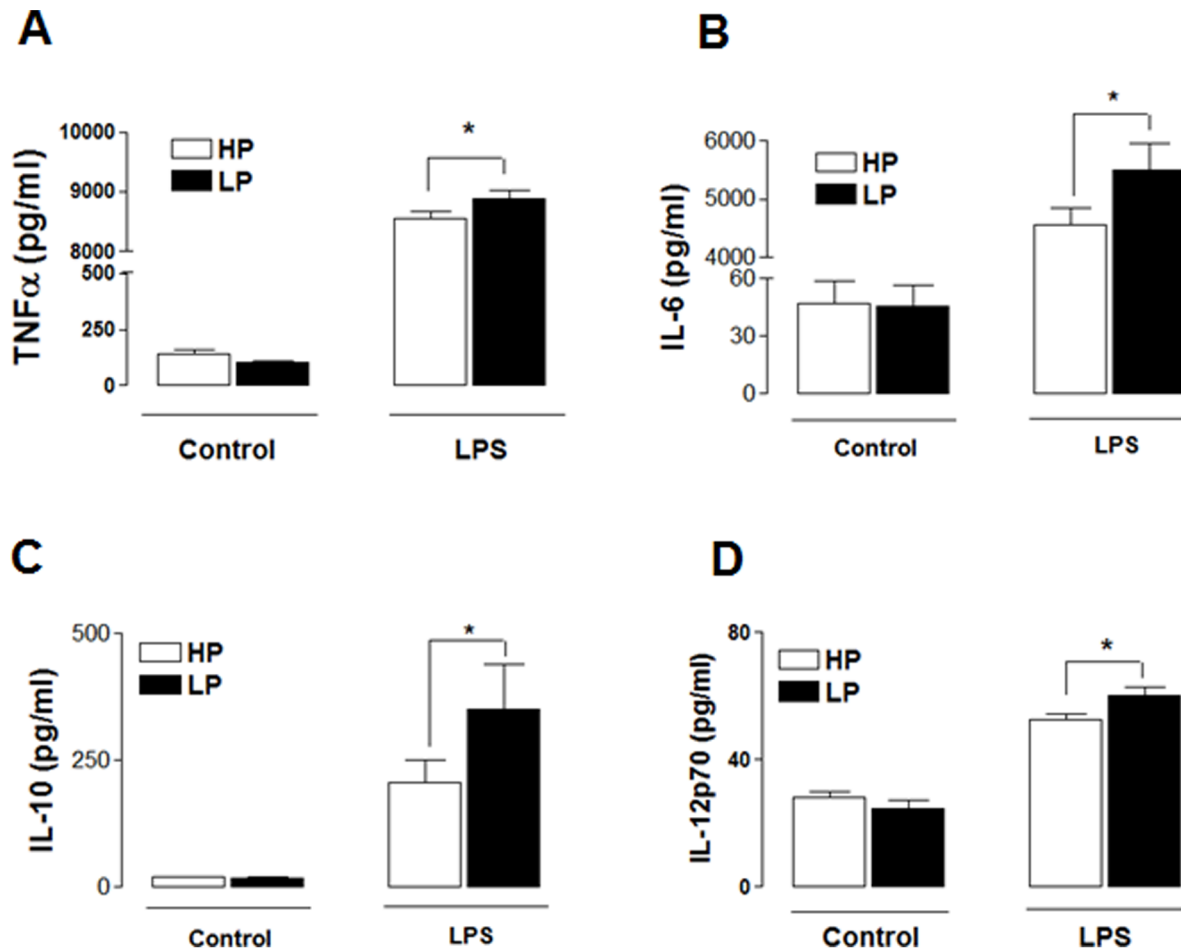 A
TNFα (pg/ml)
10000
9000
8000
500
250
0
HP
LP
*
Control
LPS
B
IL-6 (pg/ml)
6000
5000
4000
60
30
0
HP
LP
*
Control
LPS
C
IL-10 (pg/ml)
500
250
0
HP
LP
*
Control
LPS
D
IL-12p70 (pg/ml)
80
40
0
HP
LP
*
Control
LPS